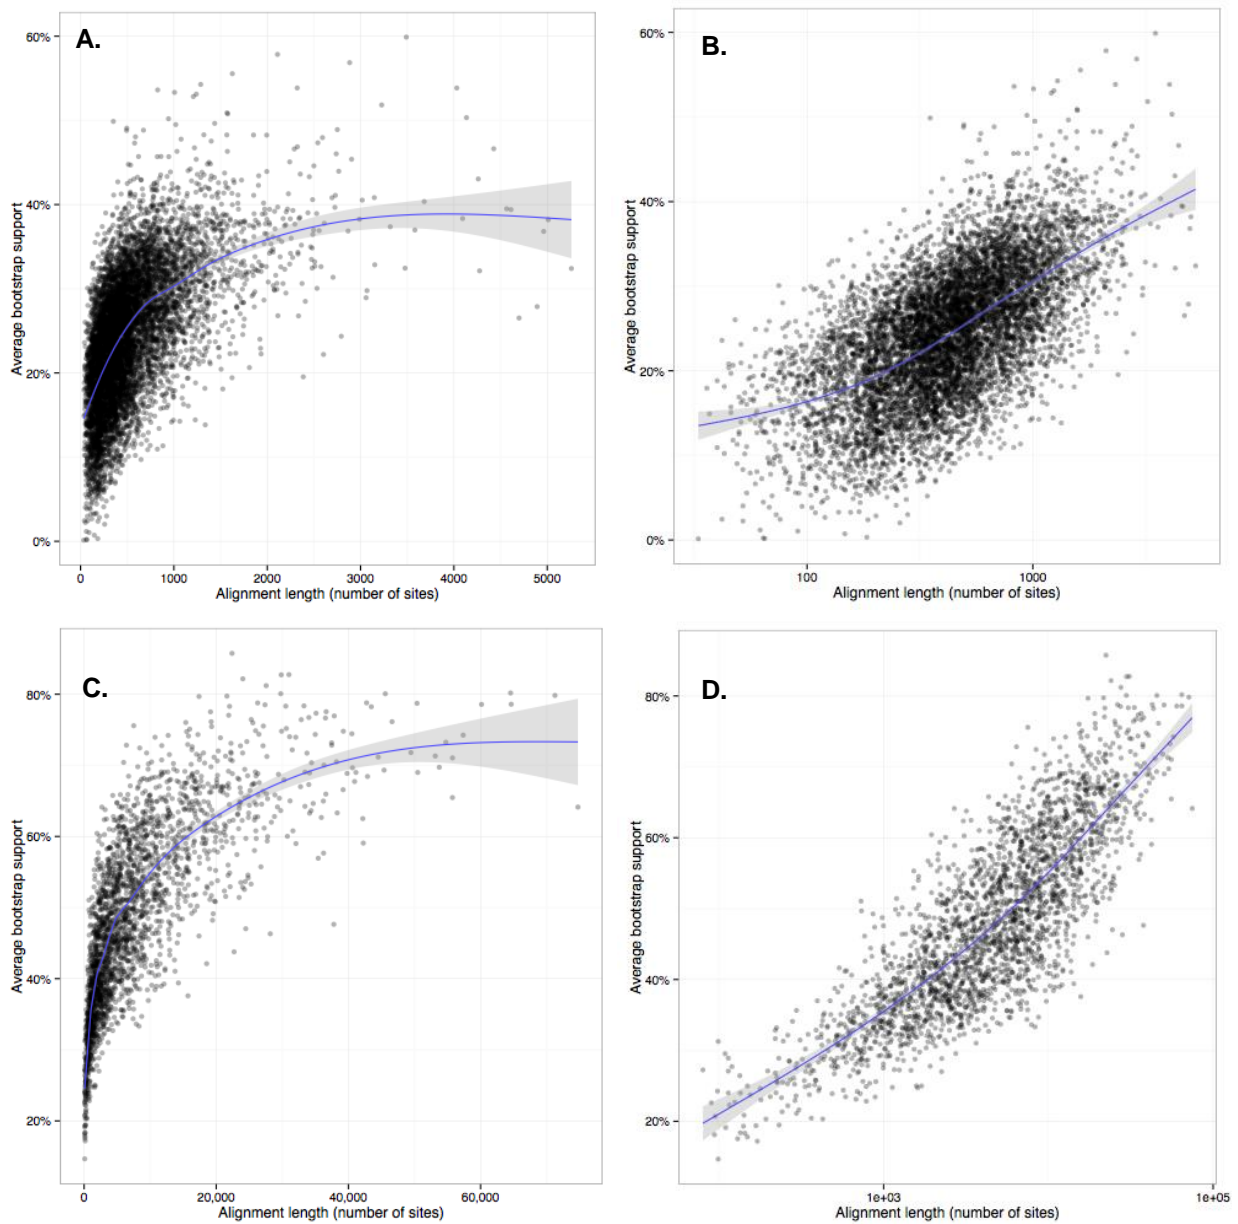 A.
60%
40%
20%
0%
Average bootstrap support
0 1000 2000 3000 4000 5000
Alignment length (number of sites)
B.
60%
40%
20%
0%
Average bootstrap support
100 1000
Alignment length (number of sites)
C.
80%
60%
40%
20%
Average bootstrap support
0 20,000 40,000 60,000
Alignment length (number of sites)
D.
80%
60%
40%
20%
Average bootstrap support
1e+03 1e+05
Alignment length (number of sites)